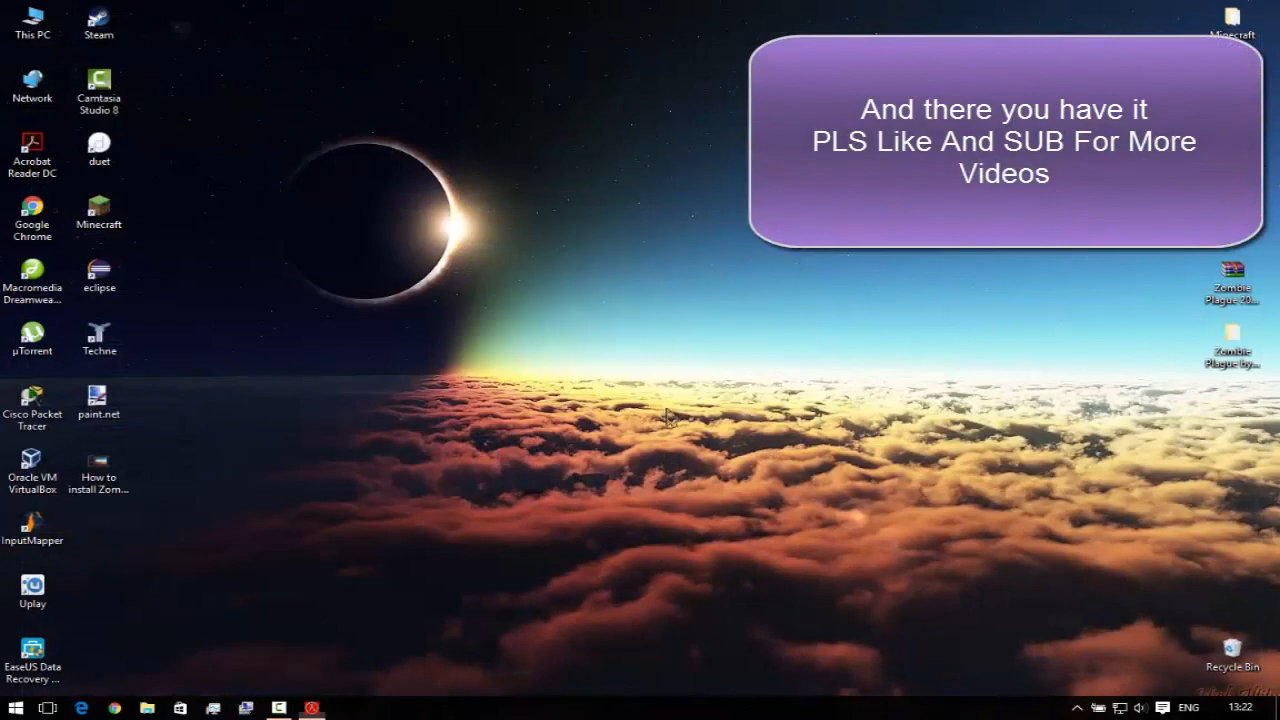 This PC
Steam
Minecraft
And there you have it
PLS Like And SUB For More
Videos
Network
Camtasia
Studio 8
Acrobat
Reader DC
duet
Google
Chrome
Minecraft
Macromedia
Dreamwea...
eclipse
Zombie
Plague 20...
µTorrent
Techne
Zombie
Plague by...
Cisco Packet
Tracer
paint.net
Oracle VM
VirtualBox
How to
install Zom...
InputMapper
Uplay
EaseUS Data
Recovery ...
Recycle Bin
ENG
13:22